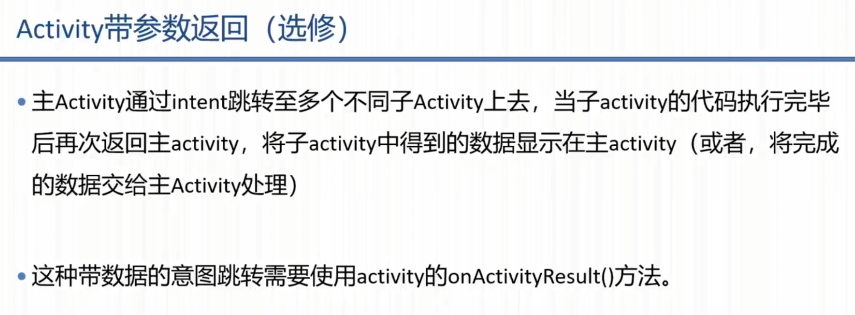 Activity带参数返回（选修）
•主Activity通过intent跳转至多个不同子Activity上去，当子activity的代码执行完毕
后再次返回主activity，将子activity中得到的数据显示在主activity（或者，将完成
的数据交给主Activity处理）
•这种带数据的意图跳转需要使用activity的onActivityResult()方法。